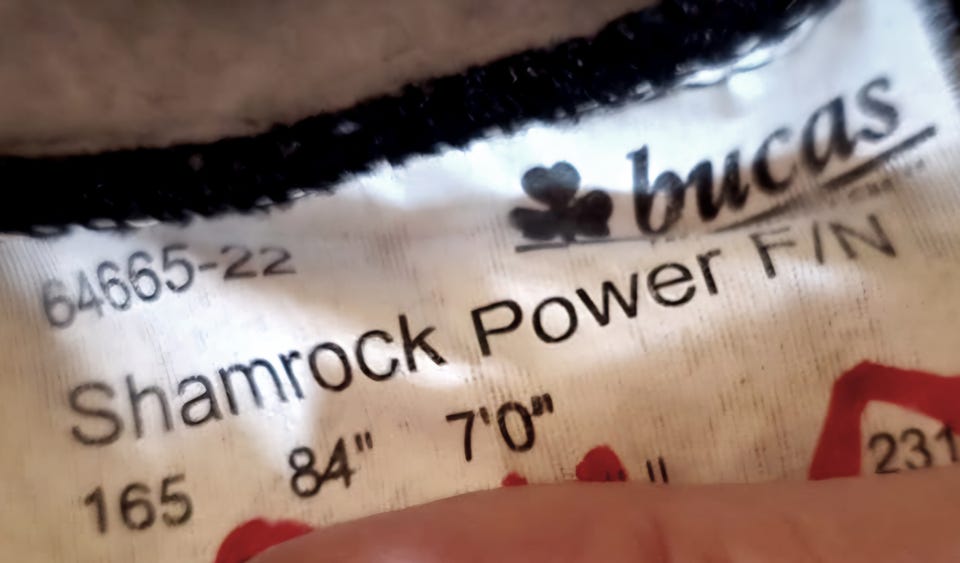 bucas
64665-22
Shamrock Power F/N
165 84" 7'0"
231